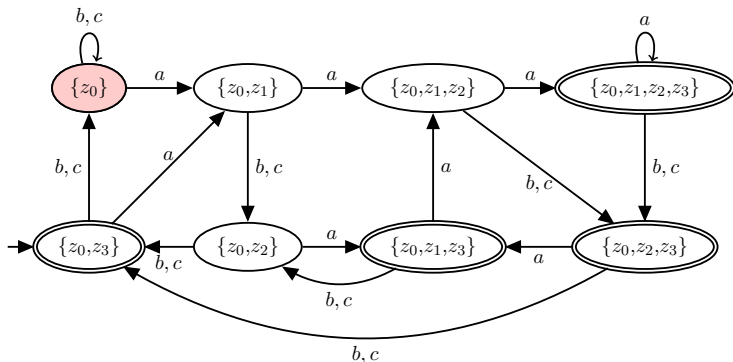 b, c
a
{z₀}
a
{z₀,z₁}
a
{z₀,z₁,z₂}
a
{z₀,z₁,z₂,z₃}
b, c
a
b, c
a
b, c
b, c
{z₀,z₃}
b, c
{z₀,z₂}
a
{z₀,z₁,z₃}
a
{z₀,z₂,z₃}
b, c
b, c